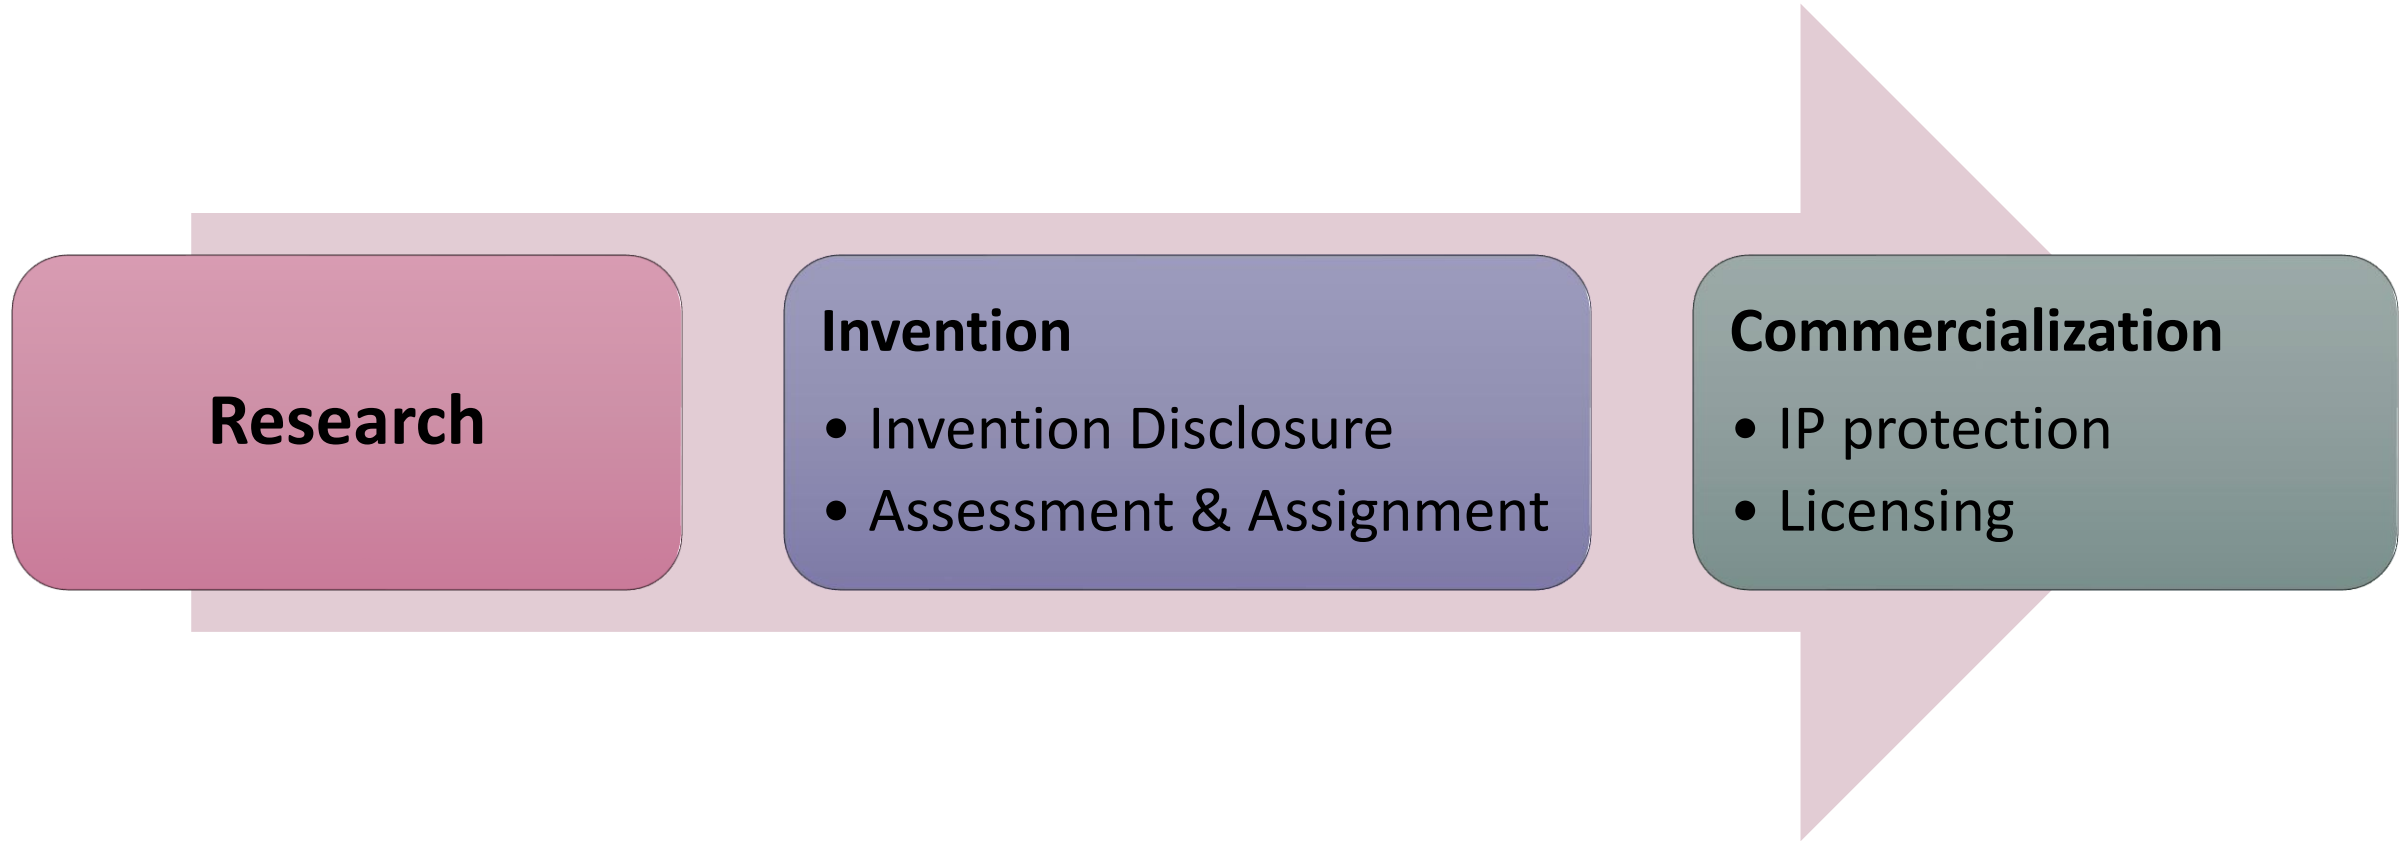 Research
Invention
• Invention Disclosure
• Assessment & Assignment
Commercialization
• IP protection
• Licensing